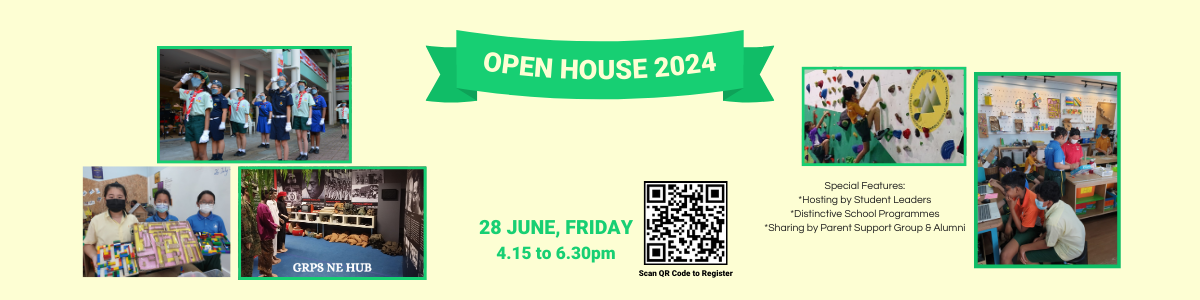 OPEN HOUSE 2024
GRPS NE HUB
28 JUNE, FRIDAY
4.15 to 6.30pm
Scan QR Code to Register
Special Features:
*Hosting by Student Leaders
*Distinctive School Programmes
*Sharing by Parent Support Group & Alumni